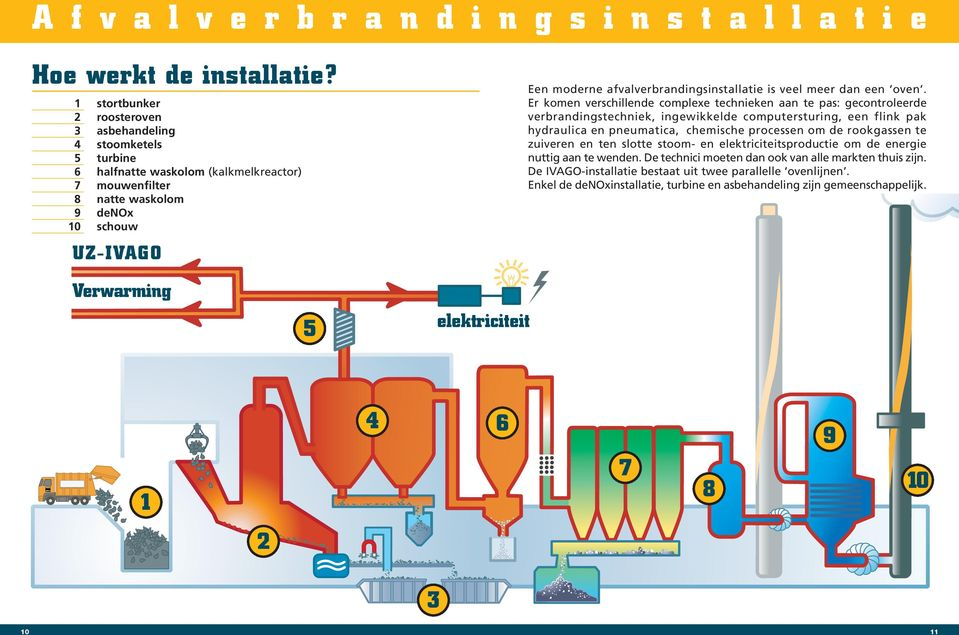 Afvalverbrandingsinstallatie
Hoe werkt de installatie?
1 stortbunker
2 roosteroven
3 asbehandeling
4 stoomketels
5 turbine
6 halfnatte waskolom (kalkmelkreactor)
7 mouwenfilter
8 natte waskolom
9 deNOx
10 schouw
Een moderne afvalverbrandingsinstallatie is veel meer dan een ‘oven’.
Er komen verschillende complexe technieken aan te pas: gecontroleerde
verbrandingstechniek, ingewikkelde computersturing, een flink pak
hydraulica en pneumatica, chemische processen om de rookgassen te
zuiveren en ten slotte stoom- en elektriciteitsproductie om de energie
nuttig aan te wenden. De technici moeten dan ook van alle markten thuis zijn.
De IVAGO-installatie bestaat uit twee parallelle ‘ovenlijnen’.
Enkel de deNOxinstallatie, turbine en asbehandeling zijn gemeenschappelijk.
UZ-IVAGO
Verwarming
5
elektriciteit
4
6
9
7
10
8
1
2
3
10
11